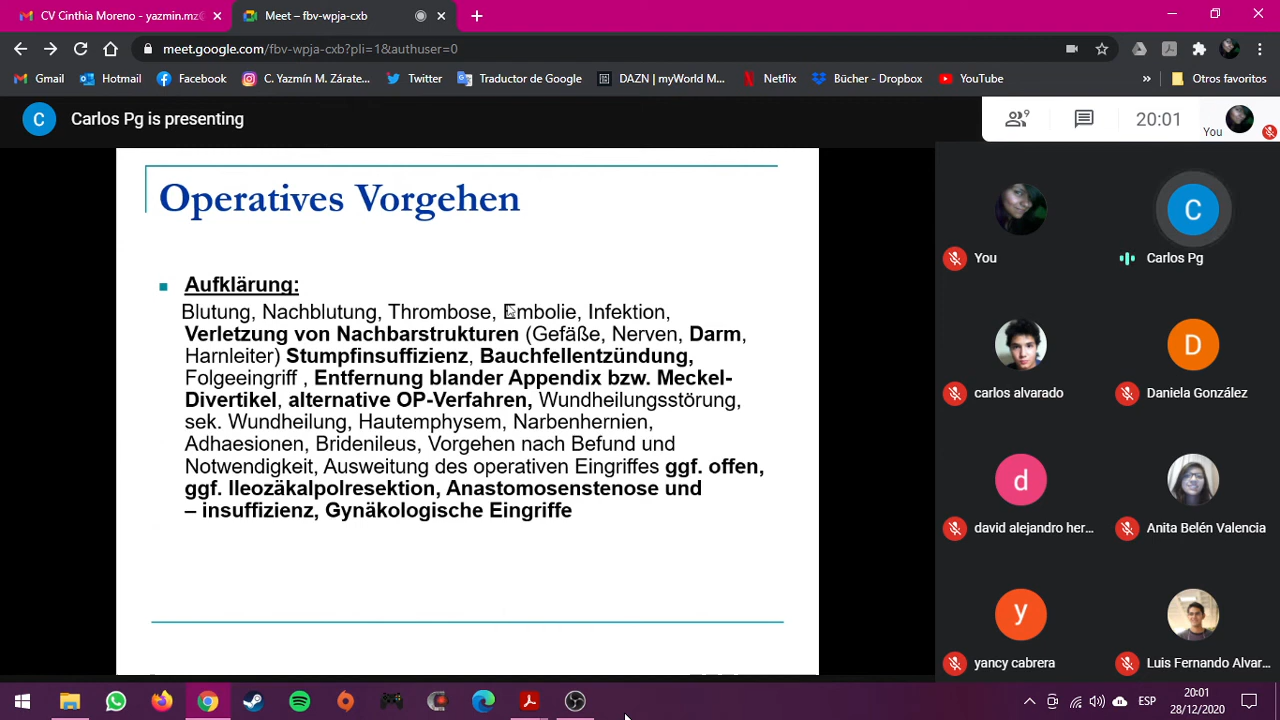 CV Cinthia Moreno - yazmin.mz
Meet – fbv-wpja-cxb
meet.google.com/fbv-wpja-cxb?pli=1&authuser=0
Gmail
Hotmail
Facebook
C. Yazmín M. Zárate...
Twitter
Traductor de Google
DAZN | myWorld M...
Netflix
Bücher - Dropbox
YouTube
»
Otros favoritos
C
Carlos Pg is presenting
9
20:01
You
Operatives Vorgehen
Aufklärung:
Blutung, Nachblutung, Thrombose, Embolie, Infektion,
Verletzung von Nachbarstrukturen (Gefäße, Nerven, Darm,
Harnleiter) Stumpfinsuffizienz, Bauchfellentzündung,
Folgeeingriff , Entfernung blander Appendix bzw. Meckel-
Divertikel, alternative OP-Verfahren, Wundheilungsstörung,
sek. Wundheilung, Hautemphysem, Narbenhernien,
Adhaesionen, Bridenileus, Vorgehen nach Befund und
Notwendigkeit, Ausweitung des operativen Eingriffes ggf. offen,
ggf. Ileozäkalpolresektion, Anastomosenstenose und
– insuffizienz, Gynäkologische Eingriffe
You
C
Carlos Pg
carlos alvarado
D
Daniela González
d
david alejandro her...
Anita Belén Valencia
y
yancy cabrera
Luis Fernando Alvar...
ESP
20:01
28/12/2020